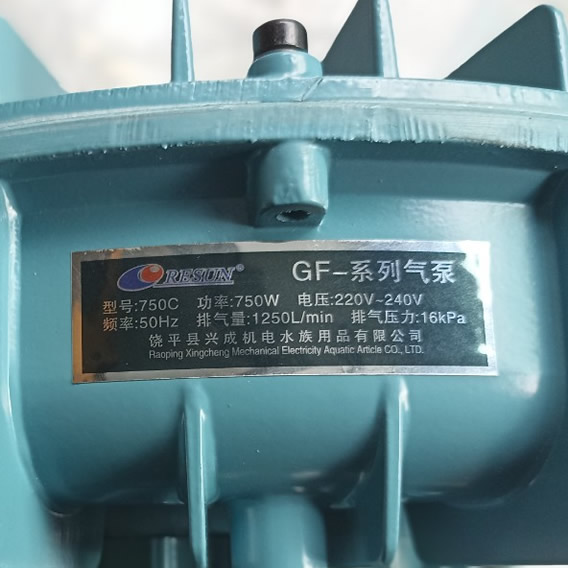 RESUN® GF-系列气泵
型号:750C 功率:750W 电压:220V~240V
频率:50Hz 排气量:1250L/min 排气压力:16kPa
饶平县兴成机电水族用品有限公司
Raoping Xingcheng Mechanical Electricity Aquatic Article CO., LTD.